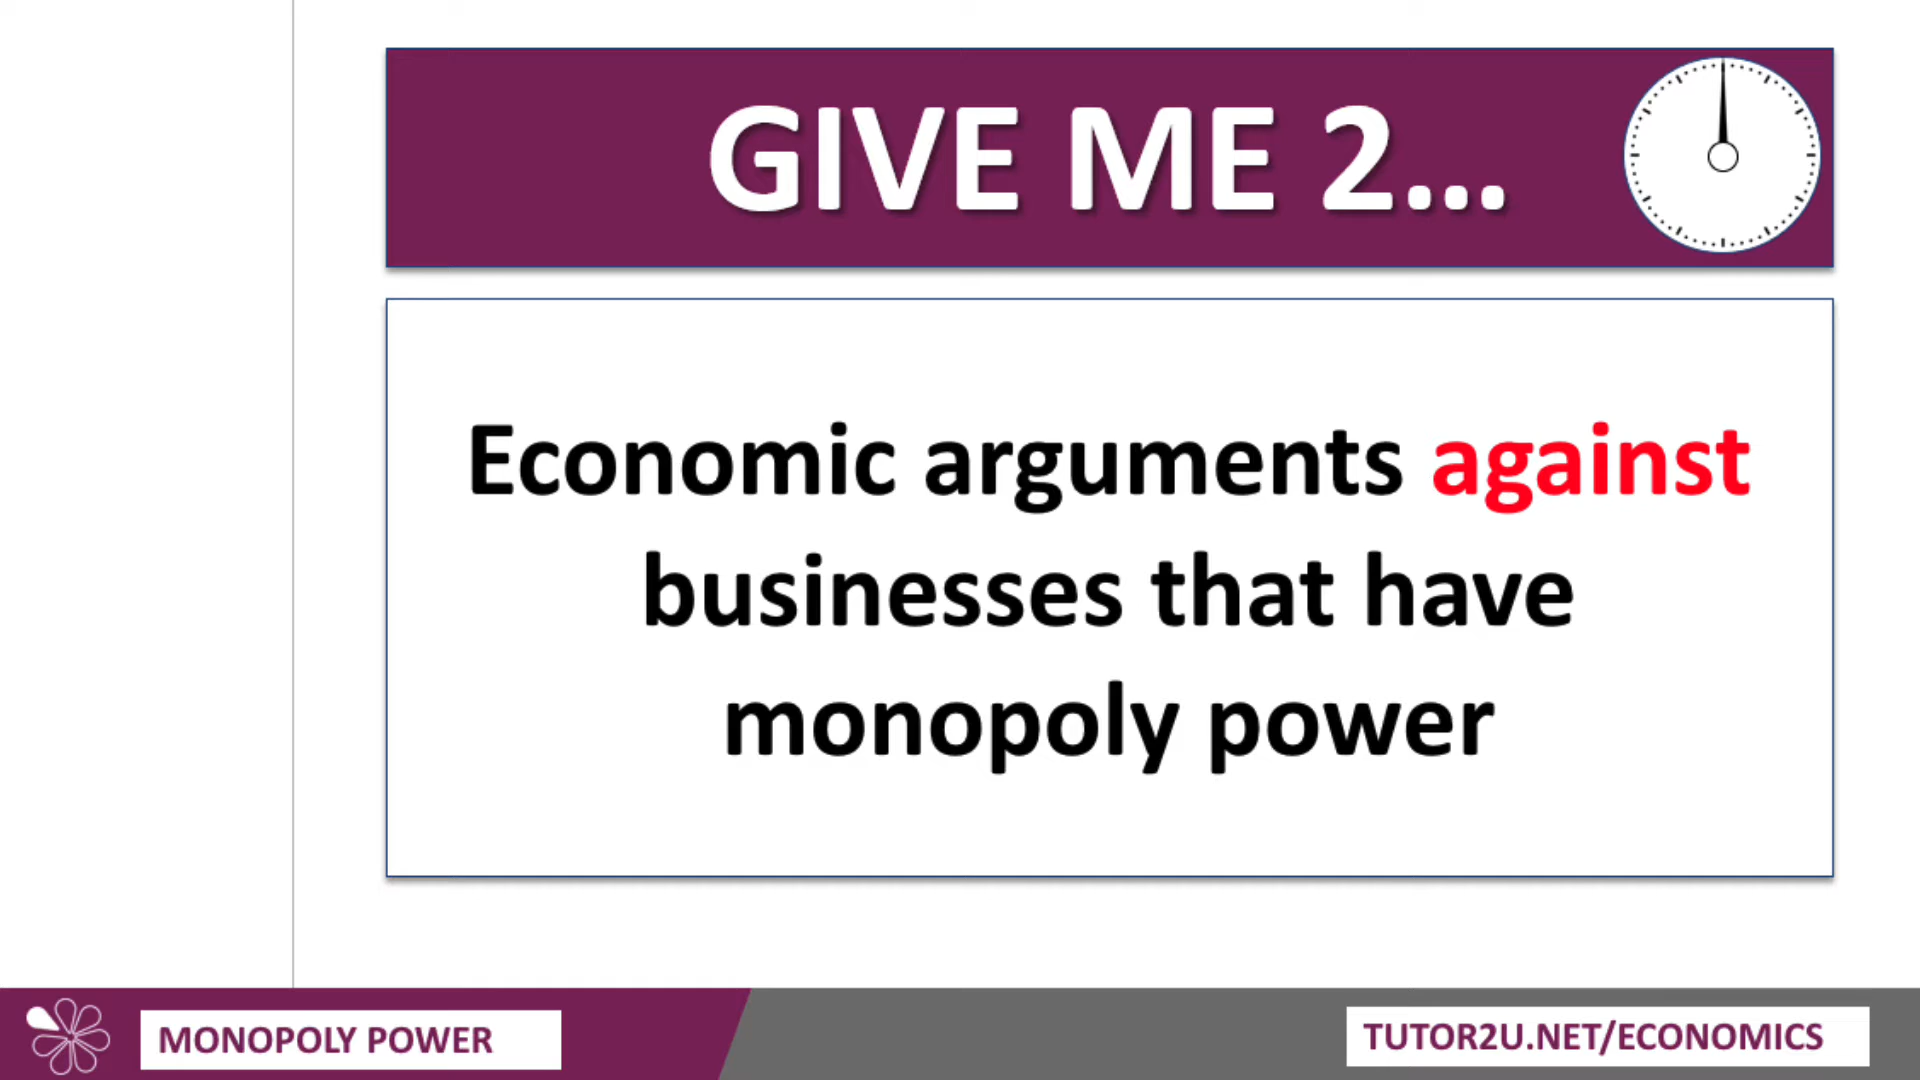 GIVE ME 2...
Economic arguments against
businesses that have
monopoly power
MONOPOLY POWER
TUTOR2U.NET/ECONOMICS